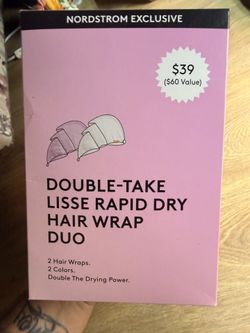 NORDSTROM EXCLUSIVE
$39
($60 Value)
DOUBLE-TAKE
LISSE RAPID DRY
HAIR WRAP
DUO
2 Hair Wraps.
2 Colors.
Double The Drying Power.